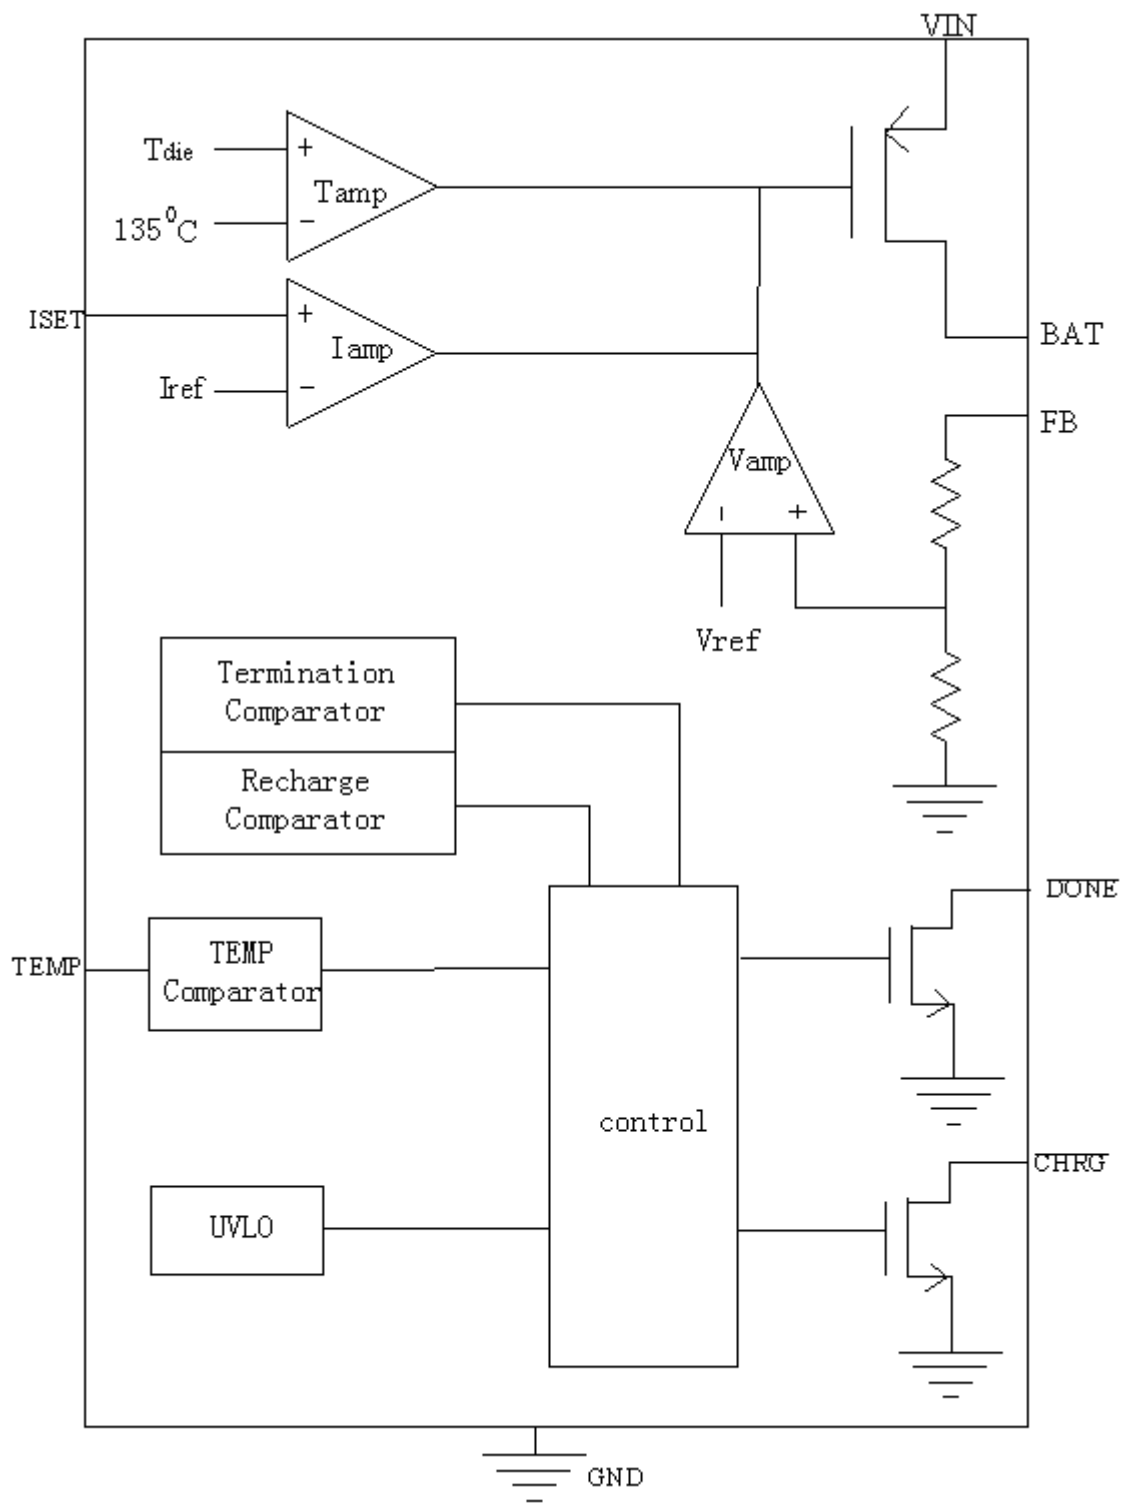 VIN
Tdie
+
Tamp
135⁰C
−
ISET
+
Iamp
Iref
−
BAT
FB
Vamp
−
+
Vref
Termination
Comparator
Recharge
Comparator
DONE
TEMP
TEMP
Comparator
control
CHRG
UVLO
GND